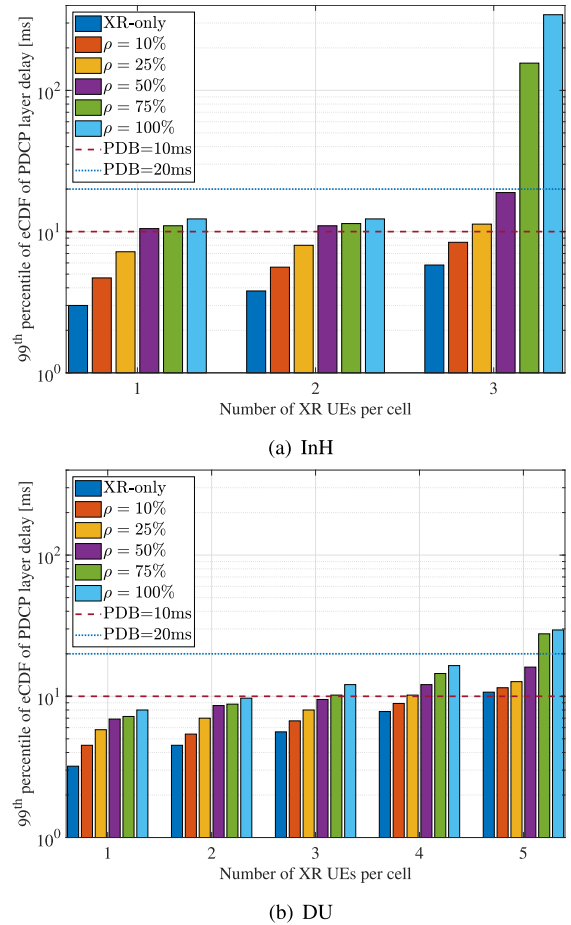 99th percentile of eCDF of PDCP layer delay [ms]
10^2
10^1
10^0
XR-only
ρ = 10%
ρ = 25%
ρ = 50%
ρ = 75%
ρ = 100%
PDB=10ms
PDB=20ms
1 2 3
Number of XR UEs per cell
(a) InH
99th percentile of eCDF of PDCP layer delay [ms]
10^2
10^1
10^0
XR-only
ρ = 10%
ρ = 25%
ρ = 50%
ρ = 75%
ρ = 100%
PDB=10ms
PDB=20ms
1 2 3 4 5
Number of XR UEs per cell
(b) DU